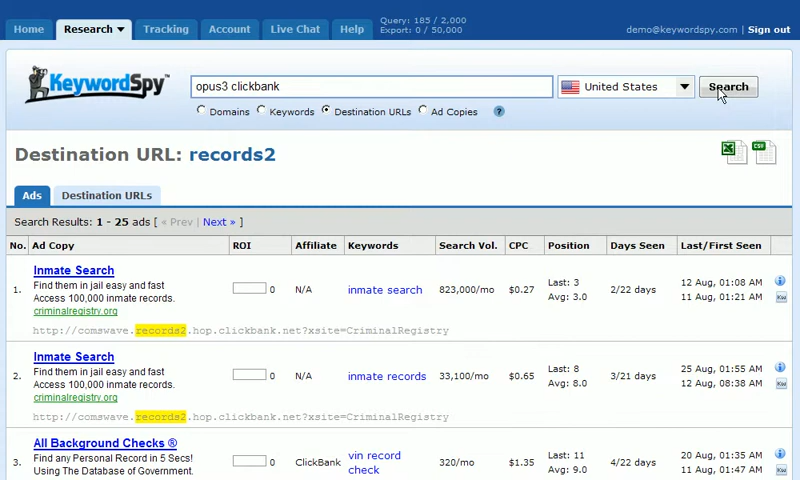 Home Research Tracking Account Live Chat Help
Query: 185 / 2,000
Export: 0 / 50,000
demo@keywordspy.com | Sign out
KeywordSpy™
opus3 clickbank
United States
Search
Domains Keywords Destination URLs Ad Copies ?
Destination URL: records2
Ads Destination URLs
Search Results: 1 - 25 ads [ « Prev | Next » ]
No. Ad Copy ROI Affiliate Keywords Search Vol. CPC Position Days Seen Last/First Seen
1. Inmate Search
Find them in jail easy and fast
Access 100,000 inmate records.
criminalregistry.org
0 N/A inmate search 823,000/mo $0.27
Last: 3
Avg: 3.0
2/22 days
12 Aug, 01:08 AM
11 Aug, 01:21 AM
http://comswave.records2.hop.clickbank.net?xsite=CriminalRegistry
2. Inmate Search
Find them in jail easy and fast
Access 100,000 inmate records.
criminalregistry.org
0 N/A inmate records 33,100/mo $0.65
Last: 8
Avg: 8.0
3/21 days
25 Aug, 01:55 AM
12 Aug, 08:38 AM
http://comswave.records2.hop.clickbank.net?xsite=CriminalRegistry
3. All Background Checks ®
Find any Personal Record in 5 Secs!
Using The Database of Government.
0 ClickBank
vin record
check
320/mo $1.35
Last: 11
Avg: 9.0
4/22 days
20 Aug, 01:35 AM
11 Aug, 01:47 AM